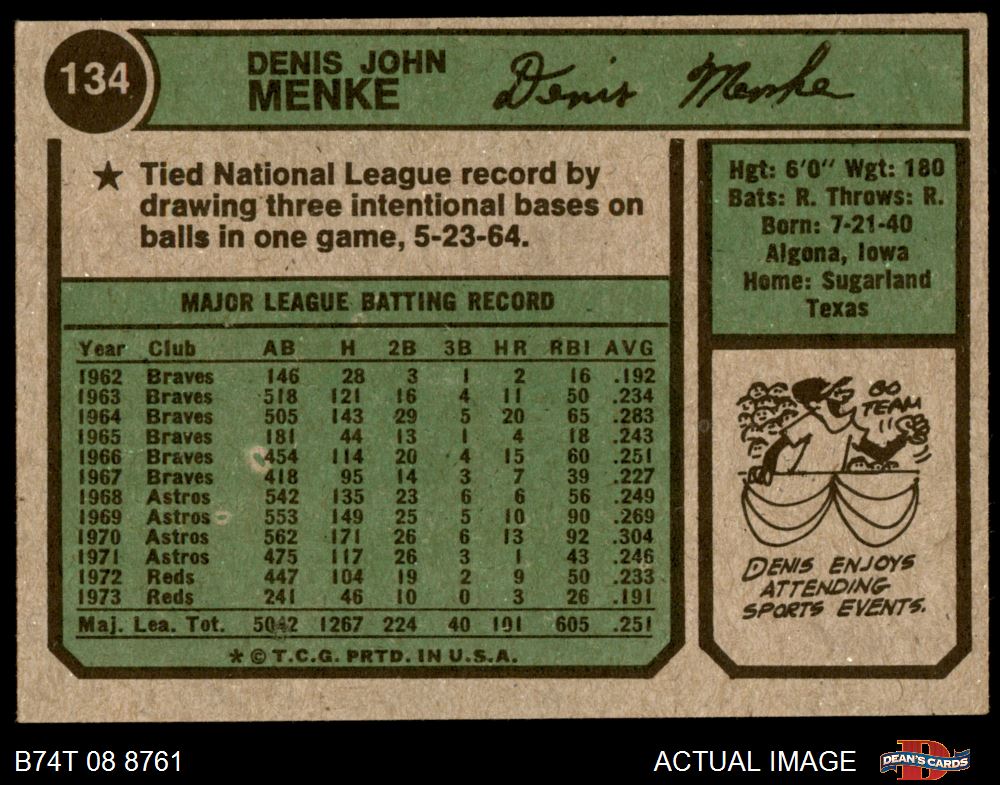 134
DENIS JOHN
MENKE
Denis Menke
★ Tied National League record by
drawing three intentional bases on
balls in one game, 5-23-64.
Hgt: 6'0" Wgt: 180
Bats: R. Throws: R.
Born: 7-21-40
Algona, Iowa
Home: Sugarland
Texas
MAJOR LEAGUE BATTING RECORD
Year Club AB H 2B 3B HR RBI AVG
1962 Braves 146 28 3 1 2 16 .192
1963 Braves 518 121 16 4 11 50 .234
1964 Braves 505 143 29 5 20 65 .283
1965 Braves 181 44 13 1 4 18 .243
1966 Braves 454 114 20 4 15 60 .251
1967 Braves 418 95 14 3 7 39 .227
1968 Astros 542 135 23 6 6 56 .249
1969 Astros 553 149 25 5 10 90 .269
1970 Astros 562 171 26 6 13 92 .304
1971 Astros 475 117 26 3 1 43 .246
1972 Reds 447 104 19 2 9 50 .233
1973 Reds 241 46 10 0 3 26 .191
Maj. Lea. Tot. 5042 1267 224 40 101 605 .251
* © T.C.G. PRTD. IN U.S.A.
GO
TEAM
DENIS ENJOYS
ATTENDING
SPORTS EVENTS.
B74T 08 8761
ACTUAL IMAGE
DEAN'S CARDS